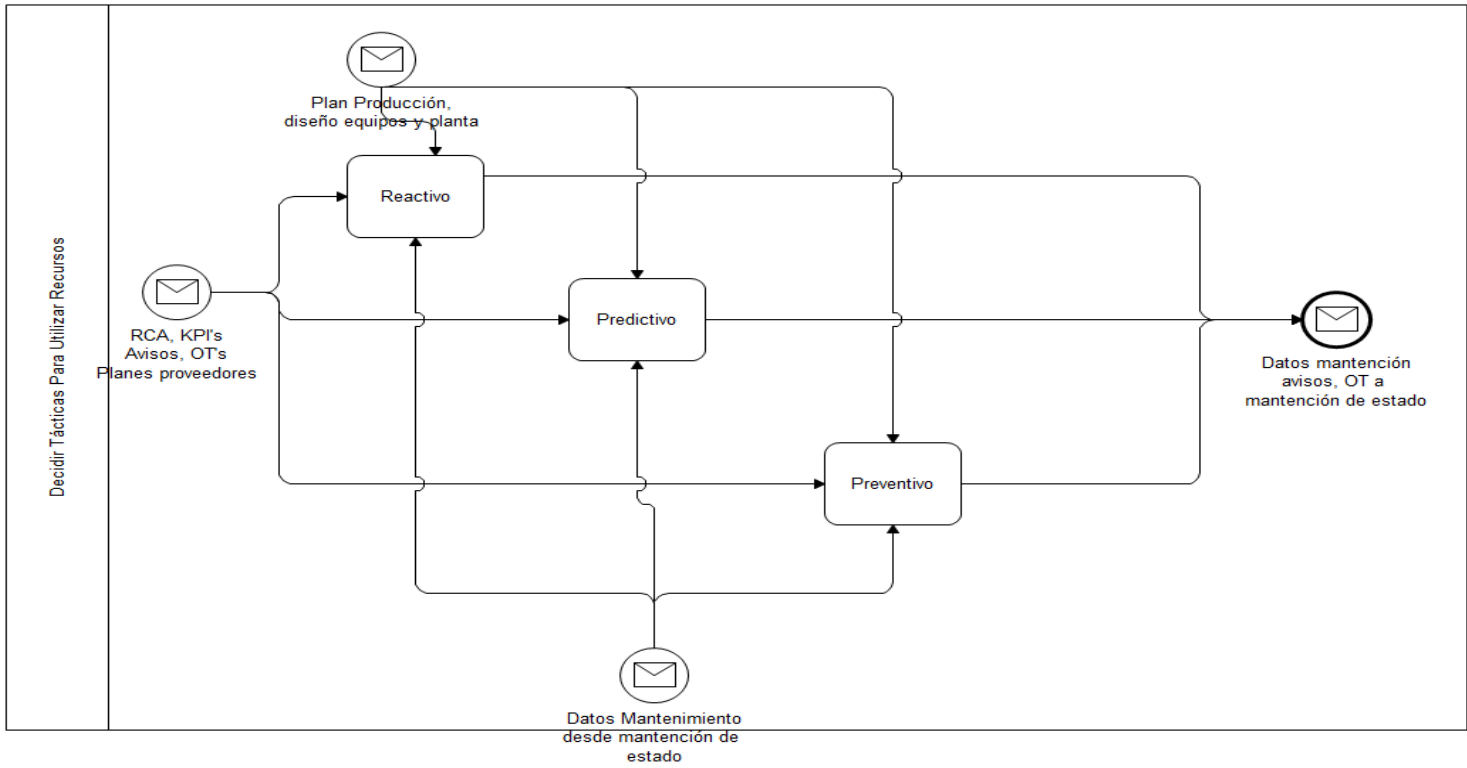 Decidir Tácticas Para Utilizar Recursos
Plan Producción,
diseño equipos y planta
Reactivo
RCA, KPI's
Avisos, OT's
Planes proveedores
Predictivo
Datos mantención
avisos, OT a
mantención de estado
Preventivo
Datos Mantenimiento
desde mantención de
estado